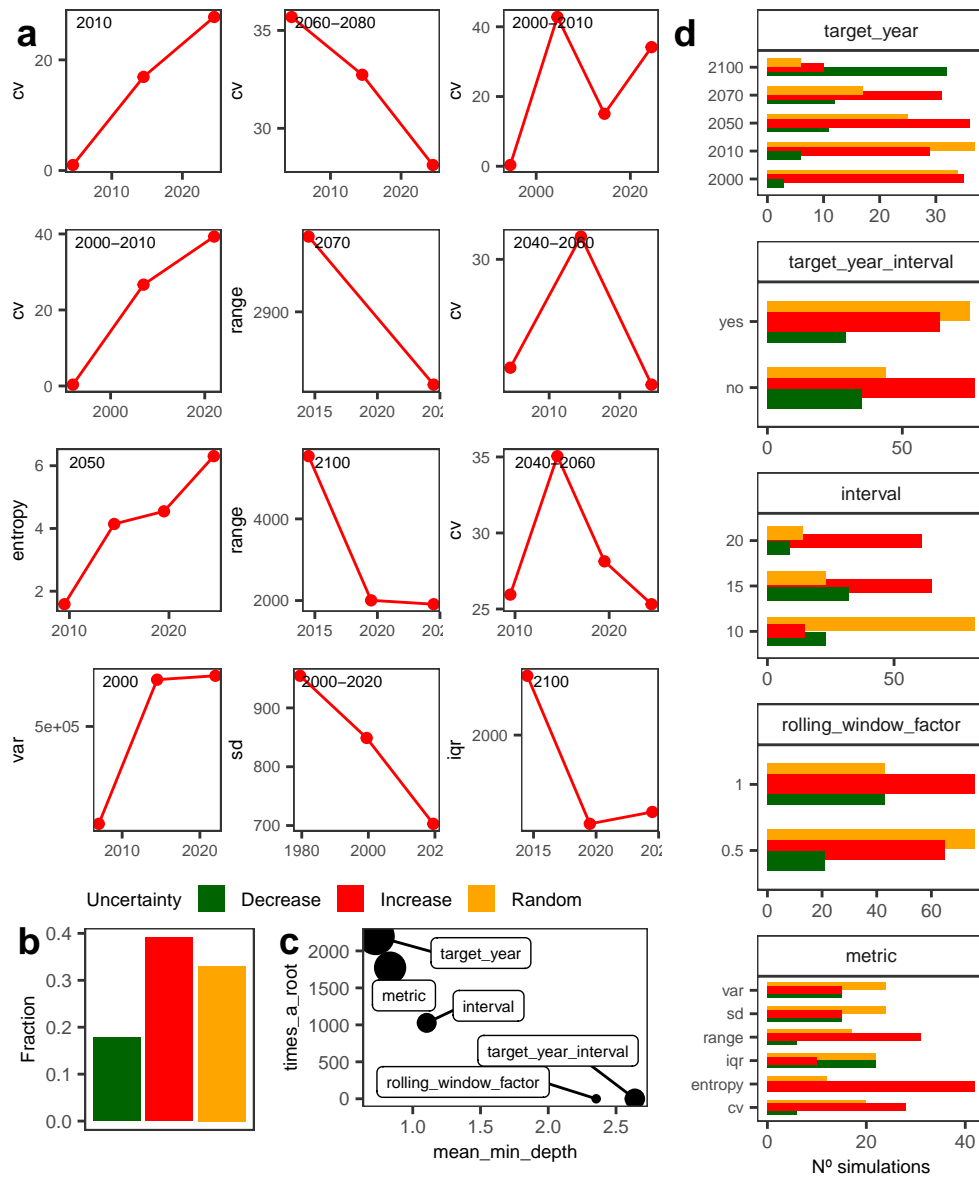 a
2010
cv
20
0
2010
2020
2060−2080
cv
35
30
2010
2020
2000−2010
cv
40
20
0
2000
2020
2000−2010
cv
40
20
0
2000
2020
2070
range
2900
2015
2020
2040−2060
cv
30
2010
2020
2050
entropy
6
4
2
2010
2020
2100
range
4000
2000
2015
2020
2040−2060
cv
35
30
25
2010
2015
2020
2000
var
5e+05
2010
2020
2000−2020
sd
900
800
700
1980
2000
2100
iqr
2000
2015
2020
Uncertainty Decrease Increase Random
b
Fraction
0.4
0.3
0.2
0.1
0.0
c
times_a_root
2000
1500
1000
500
0
target_year
metric
interval
target_year_interval
rolling_window_factor
1.0
1.5
2.0
2.5
mean_min_depth
d
target_year
2100
2070
2050
2010
2000
0
10
20
30
target_year_interval
yes
no
0
50
interval
20
15
10
0
50
rolling_window_factor
1
0.5
0
20
40
60
metric
var
sd
range
iqr
entropy
cv
0
20
40
Nº simulations